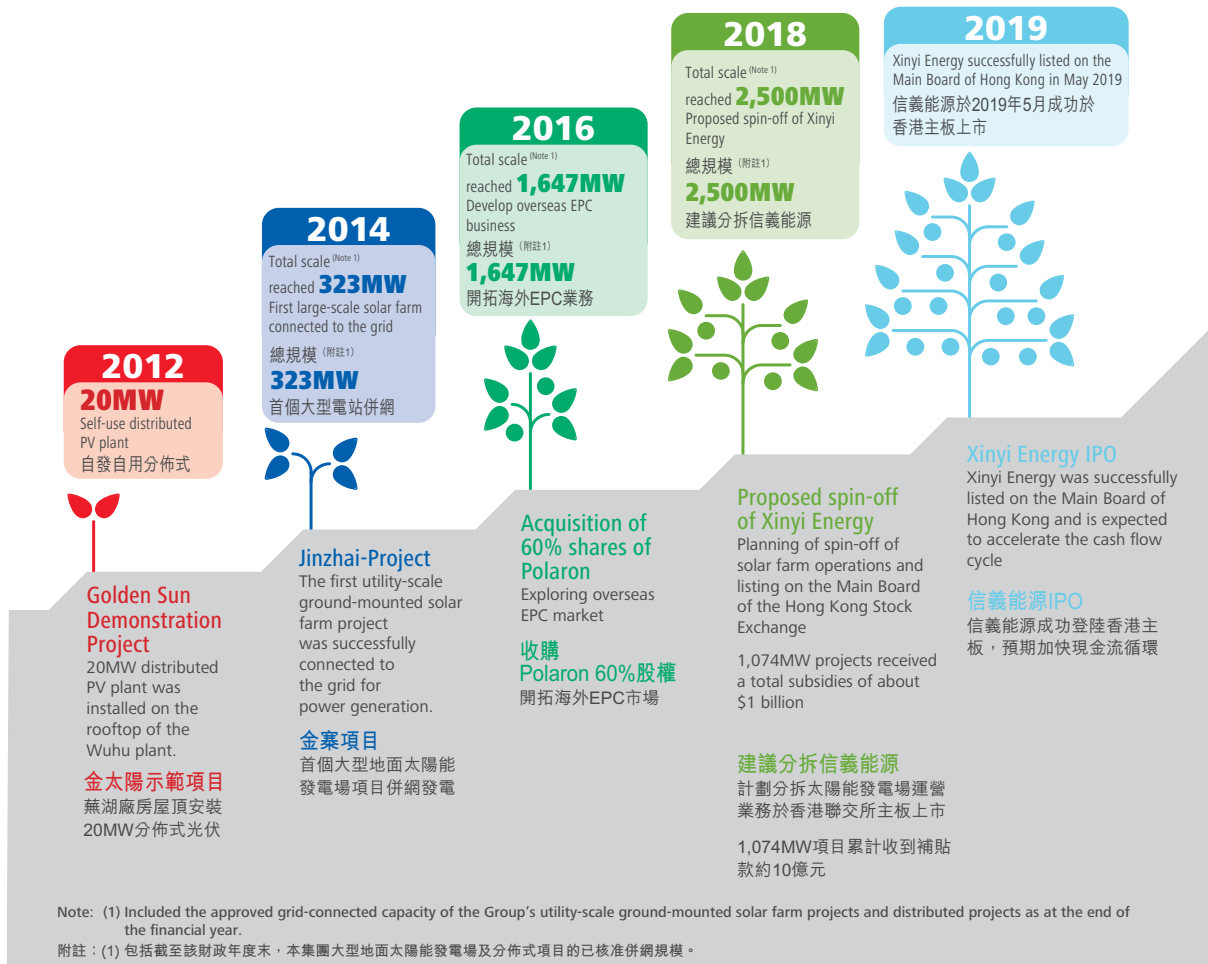 2012
20MW
Self-use distributed
PV plant
自發自用分佈式
2014
Total scale (Note 1)
reached 323MW
First large-scale solar farm
connected to the grid
總規模 (附註1)
323MW
首個大型電站併網
2016
Total scale (Note 1)
reached 1,647MW
Develop overseas EPC
business
總規模 (附註1)
1,647MW
開拓海外EPC業務
2018
Total scale (Note 1)
reached 2,500MW
Proposed spin-off of Xinyi
Energy
總規模 (附註1)
2,500MW
建議分拆信義能源
2019
Xinyi Energy successfully listed on the
Main Board of Hong Kong in May 2019
信義能源於2019年5月成功於
香港主板上市
Golden Sun
Demonstration
Project
20MW distributed
PV plant was
installed on the
rooftop of the
Wuhu plant.
金太陽示範項目
蕪湖廠房屋頂安裝
20MW分佈式光伏
Jinzhai-Project
The first utility-scale
ground-mounted solar
farm project
was successfully
connected to
the grid for
power generation.
金寨項目
首個大型地面太陽能
發電場項目併網發電
Acquisition of
60% shares of
Polaron
Exploring overseas
EPC market
收購
Polaron 60%股權
開拓海外EPC市場
Proposed spin-off
of Xinyi Energy
Planning of spin-off of
solar farm operations and
listing on the Main Board
of the Hong Kong Stock
Exchange
1,074MW projects received
a total subsidies of about
$1 billion
建議分拆信義能源
計劃分拆太陽能發電場運營
業務於香港聯交所主板上市
1,074MW項目累計收到補貼
款約10億元
Xinyi Energy IPO
Xinyi Energy was successfully
listed on the Main Board of
Hong Kong and is expected
to accelerate the cash flow
cycle
信義能源IPO
信義能源成功登陸香港主
板，預期加快現金流循環
Note: (1) Included the approved grid-connected capacity of the Group's utility-scale ground-mounted solar farm projects and distributed projects as at the end of
the financial year.
附註：(1) 包括截至該財政年度末，本集團大型地面太陽能發電場及分佈式項目的已核准併網規模。